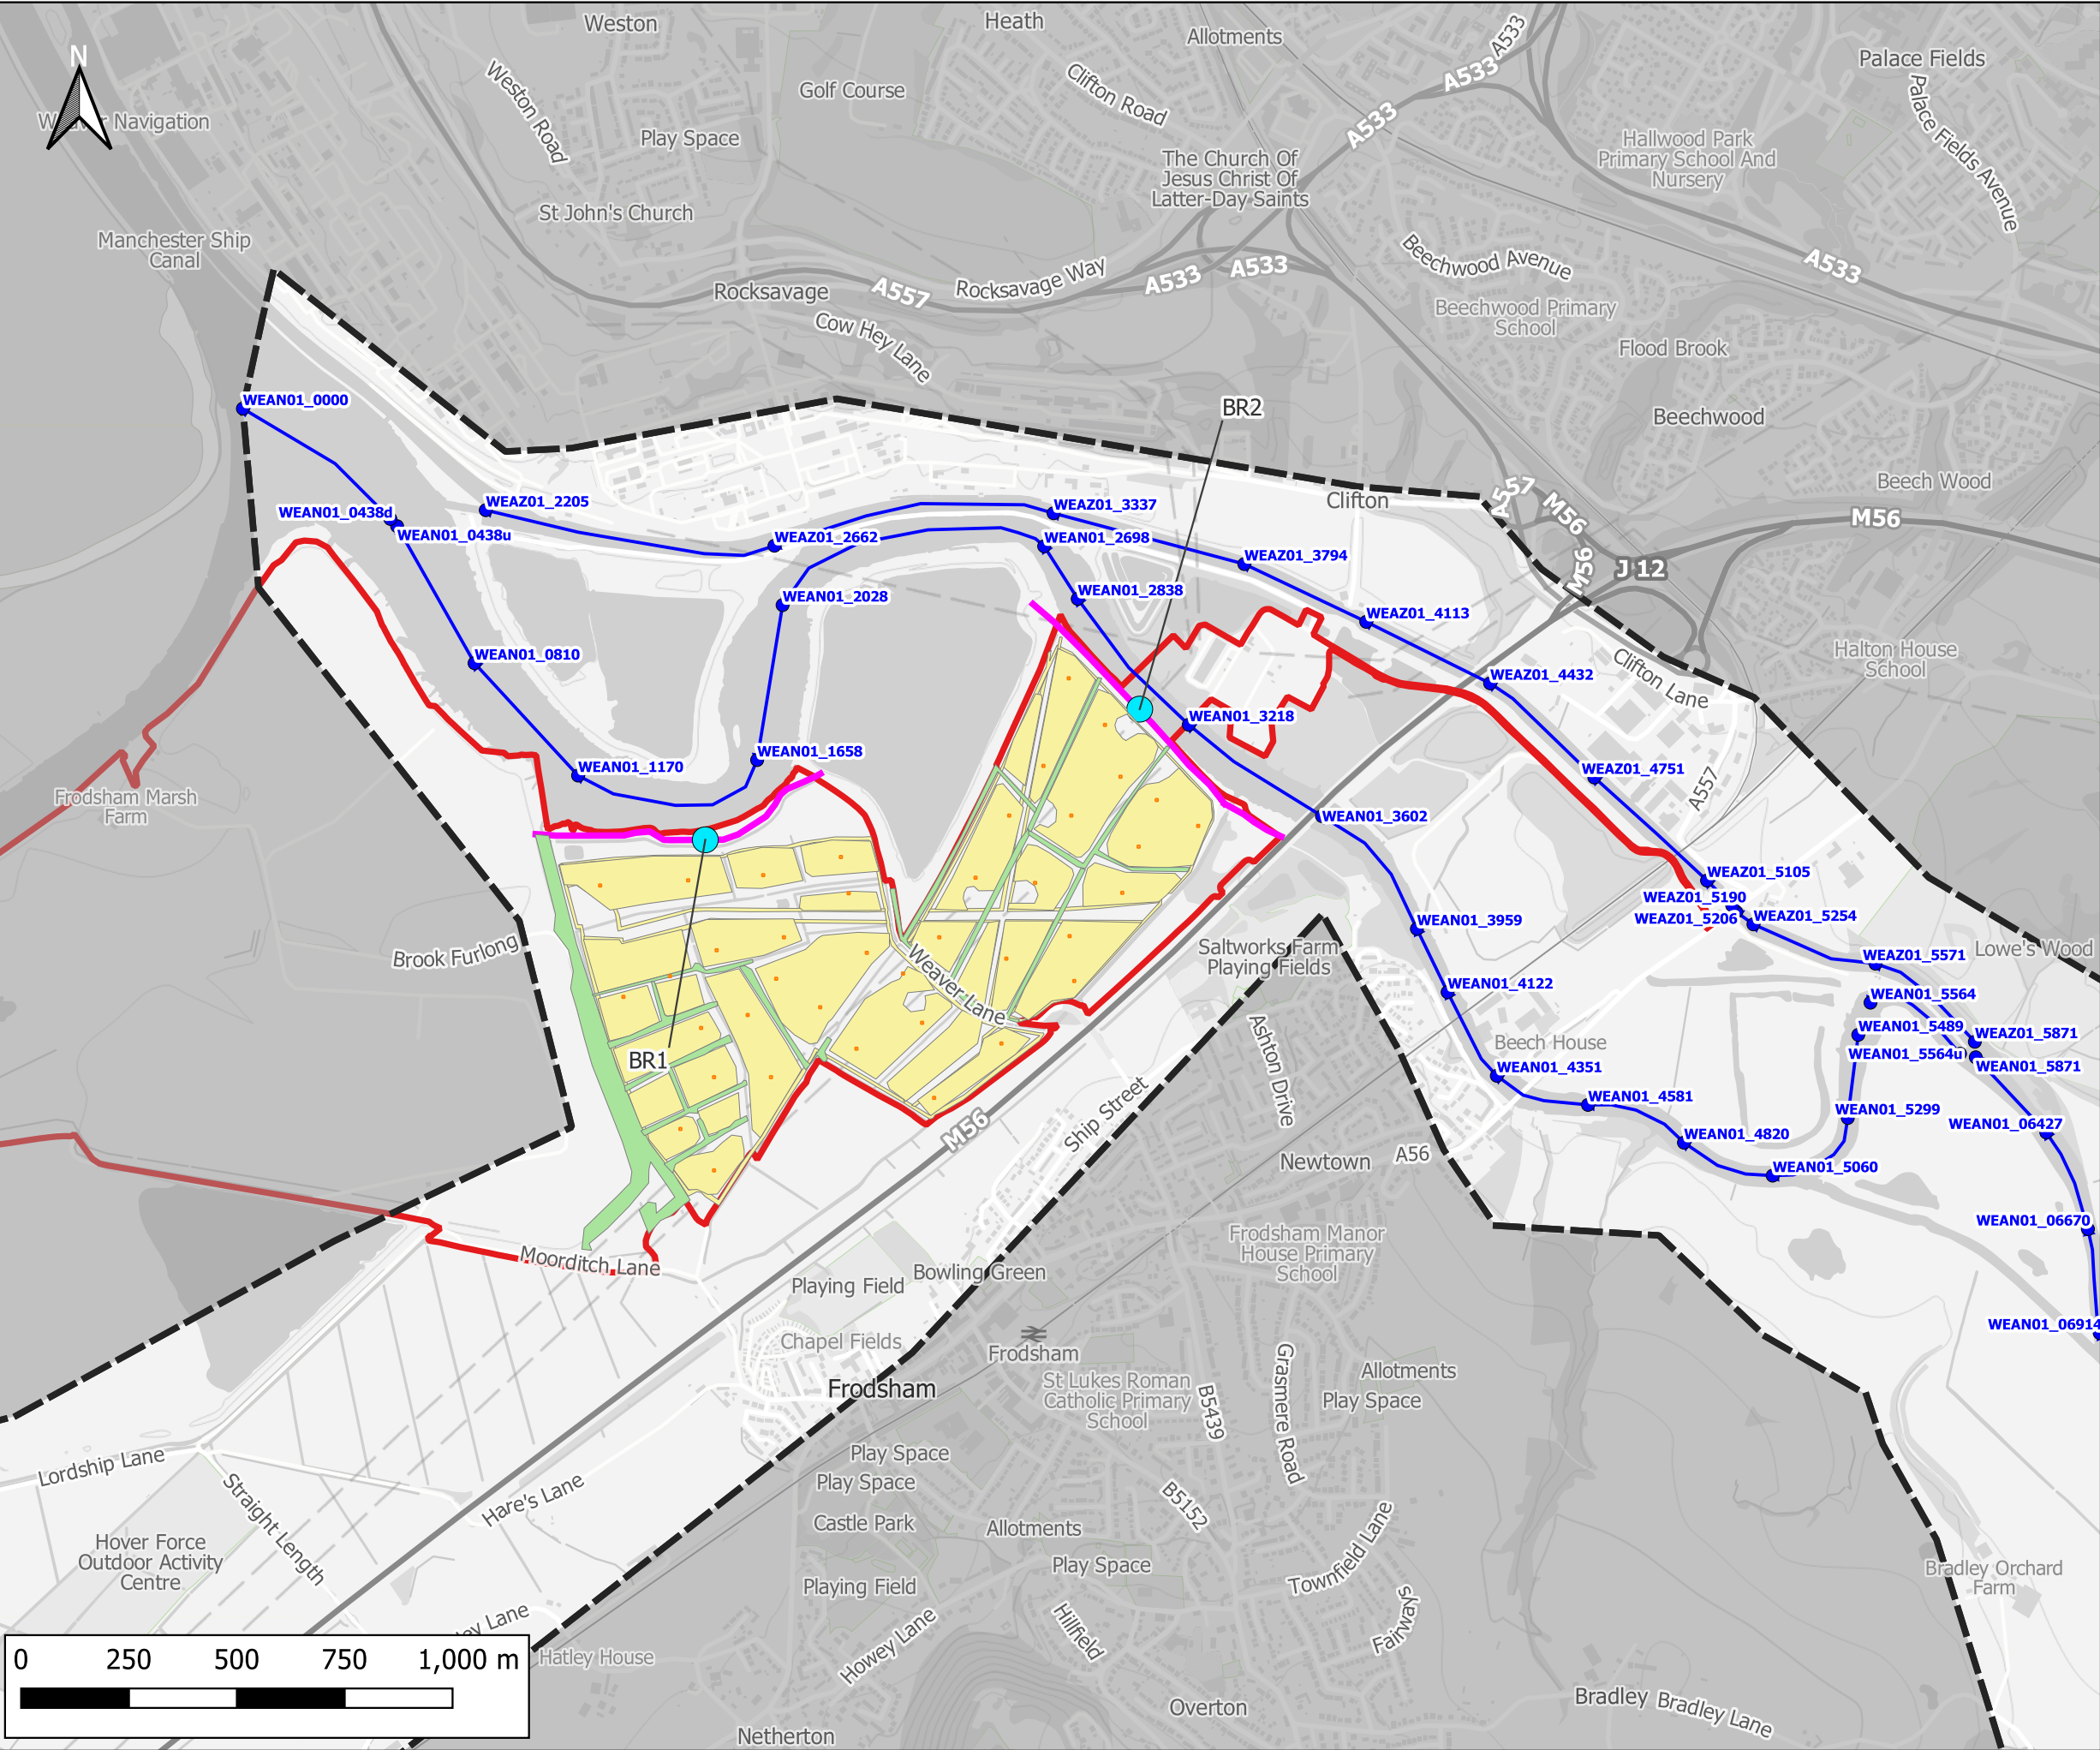 Weston
Heath
Allotments
A533
Palace Fields
N
Weaver Navigation
Weston Road
Golf Course
Clifton Road
A533
A533
Palace Fields Avenue
Play Space
Hallwood Park
Primary School And
Nursery
The Church Of
Jesus Christ Of
Latter-Day Saints
St John's Church
Manchester Ship
Canal
Beechwood Avenue
A533
A533
A533
Rocksavage
A557
Rocksavage Way
Beechwood Primary
School
Cow Hey Lane
Flood Brook
WEAN01_0000
BR2
Beechwood
Beech Wood
WEAZ01_2205
WEAN01_0438d
WEAN01_0438u
WEAZ01_3337
Clifton
A557
M56
M56
WEAZ01_2662
WEAN01_2698
WEAZ01_3794
M56
J 12
WEAN01_2028
WEAN01_2838
WEAZ01_4113
WEAN01_0810
WEAZ01_4432
Clifton Lane
Halton House
School
WEAN01_3218
WEAN01_1658
WEAN01_1170
WEAZ01_4751
A557
Frodsham Marsh
Farm
WEAN01_3602
WEAZ01_5105
WEAZ01_5190
WEAZ01_5206
WEAZ01_5254
WEAN01_3959
Brook Furlong
Saltworks Farm
Playing Fields
Lowe's Wood
WEAZ01_5571
Weaver Lane
WEAN01_4122
WEAN01_5564
WEAN01_5489
WEAZ01_5871
Beech House
WEAN01_5564u
WEAN01_5871
BR1
Ashton Drive
WEAN01_4351
WEAN01_4581
WEAN01_5299
WEAN01_06427
M56
Ship Street
WEAN01_4820
Newtown
A56
WEAN01_5060
WEAN01_06670
Moorditch Lane
Frodsham Manor
House Primary
School
Bowling Green
Playing Field
WEAN01_06914
Chapel Fields
Frodsham
Frodsham
St Lukes Roman
Catholic Primary
School
B5439
Grasmere Road
Allotments
Play Space
Lordship Lane
Straight Length
Hare's Lane
Play Space
Play Space
B5152
Castle Park
Allotments
Hover Force
Outdoor Activity
Centre
Play Space
Townfield Lane
Bradley Orchard
Farm
Playing Field
Howey Lane
Hillfield
Fairways
ley Lane
Hatley House
0 250 500 750 1,000 m
Overton
Bradley
Bradley Lane
Netherton